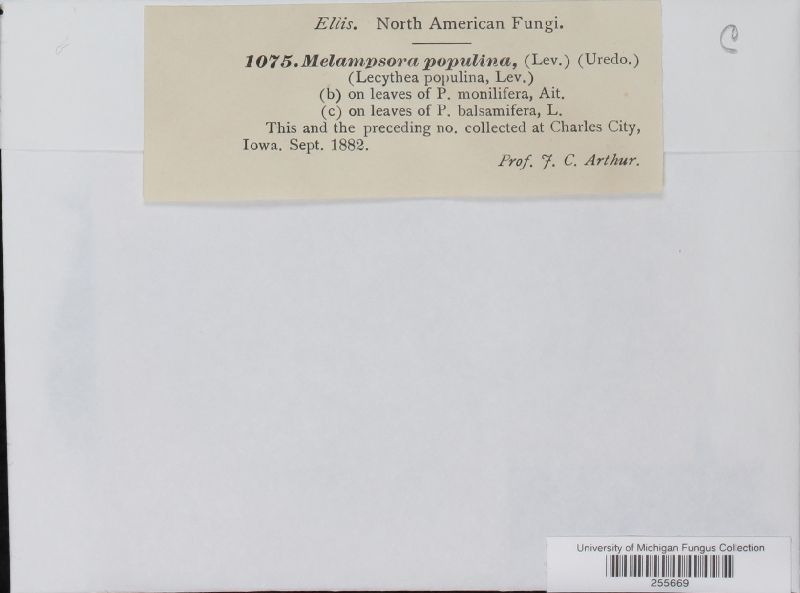 Ellis. North American Fungi.
C
1075. Melampsora populina, (Lev.) (Uredo.)
(Lecythea populina, Lev.)
(b) on leaves of P. monilifera, Ait.
(c) on leaves of P. balsamifera, L.
This and the preceding no. collected at Charles City,
Iowa. Sept. 1882.
Prof. J. C. Arthur.
University of Michigan Fungus Collection
255669